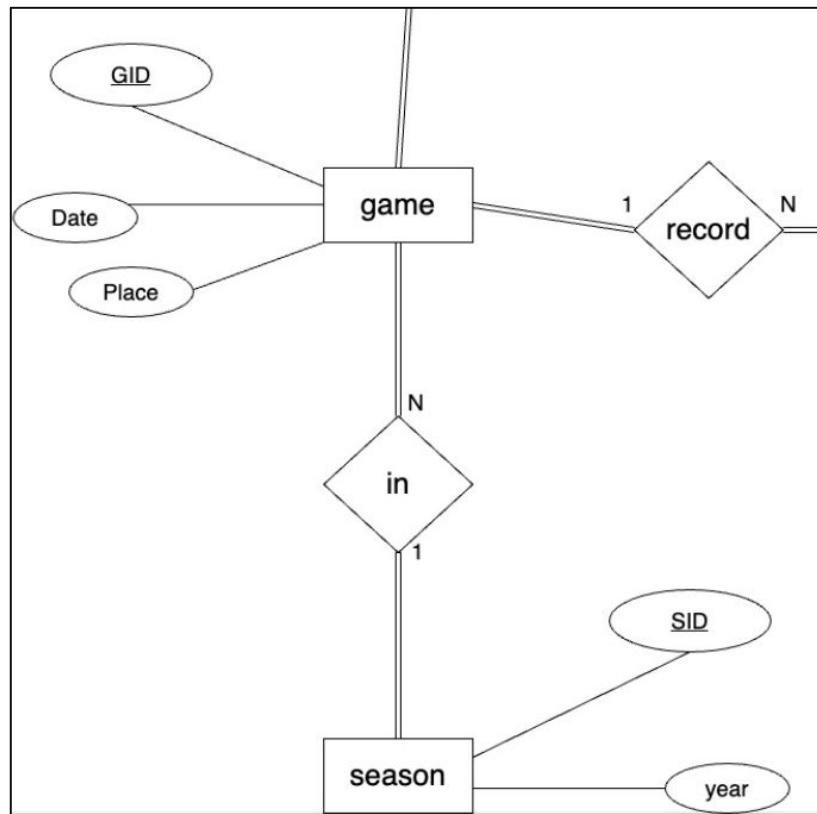 GID
Date
game
1
record
N
Place
N
in
1
SID
season
year